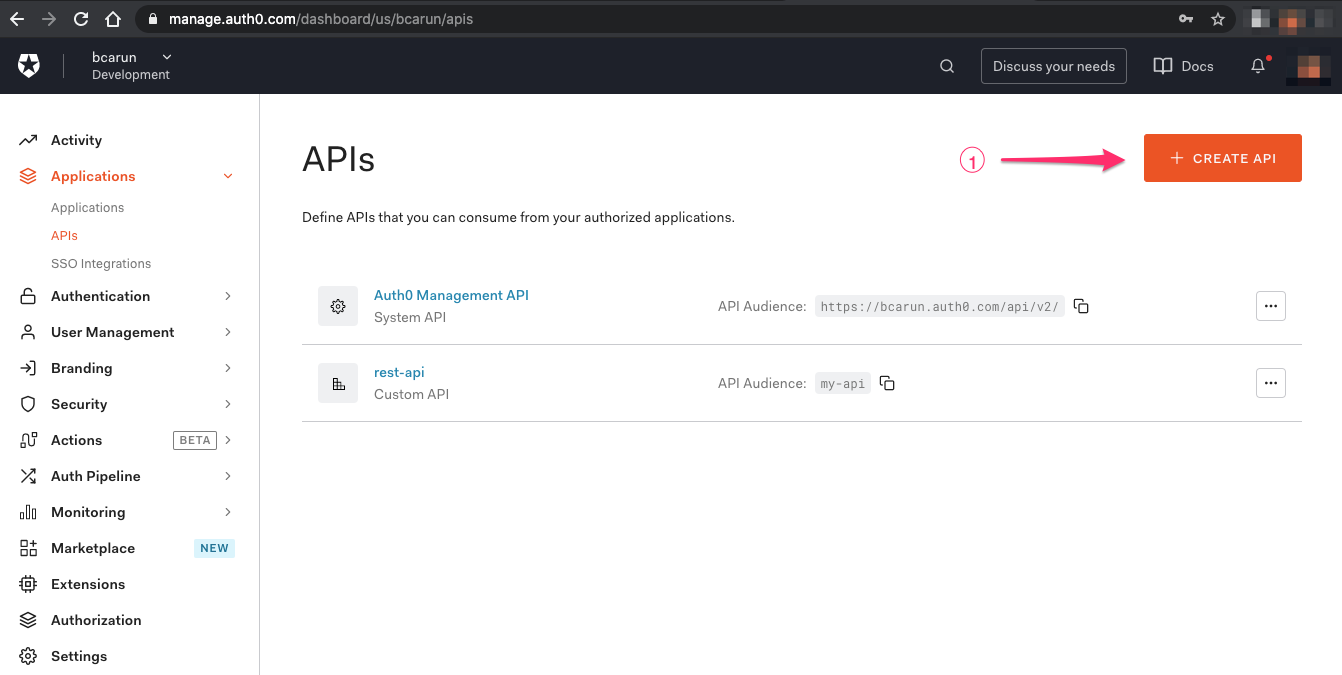 manage.auth0.com/dashboard/us/bcarun/apis
bcarun
Development
Discuss your needs
Docs
Activity
Applications
Applications
APIs
SSO Integrations
Authentication
User Management
Branding
Security
Actions BETA
Auth Pipeline
Monitoring
Marketplace NEW
Extensions
Authorization
Settings
APIs
1
+ CREATE API
Define APIs that you can consume from your authorized applications.
Auth0 Management API
System API
API Audience: https://bcarun.auth0.com/api/v2/
rest-api
Custom API
API Audience: my-api